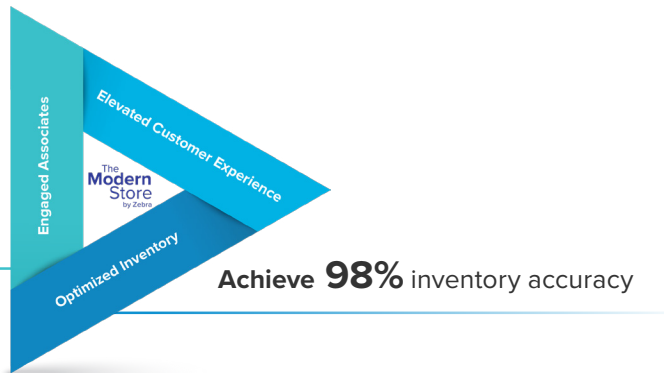 Engaged Associates
Elevated Customer Experience
The
Modern
Store
by Zebra
Optimized Inventory
Achieve 98% inventory accuracy